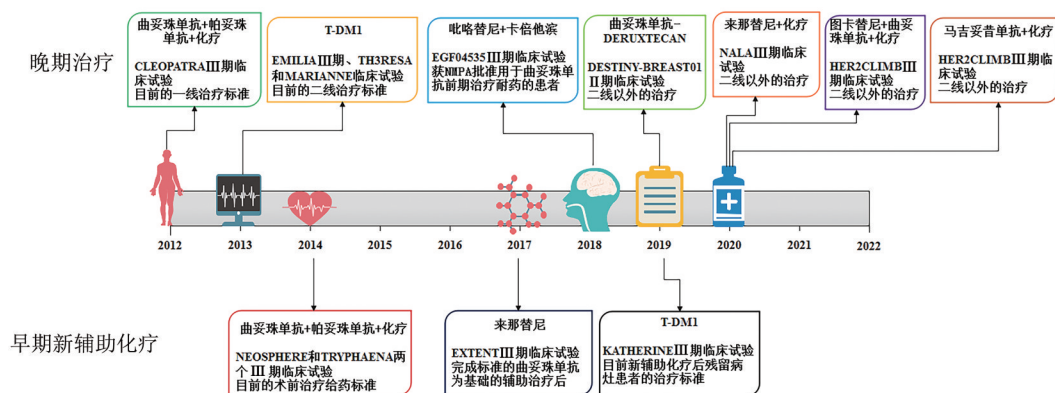 晚期治疗
曲妥珠单抗+帕妥珠
单抗+化疗
CLEOPATRAⅢ期临
床试验
目前的一线治疗标准
T-DM1
EMILIAⅢ期、TH3RESA
和MARIANNE临床试验
目前的二线治疗标准
吡咯替尼+卡倍他滨
EGF04535Ⅲ期临床试验
获NMPA批准用于曲妥珠单
抗前期治疗耐药的患者
曲妥珠单抗-
DERUXTECAN
DESTINY-BREAST01
Ⅱ期临床试验
二线以外的治疗
来那替尼+化疗
NALAⅢ期临床试
验
二线以外的治疗
图卡替尼+曲妥
珠单抗+化疗
HER2CLIMBⅢ期
临床试验
二线以外的治疗
马吉妥昔单抗+化疗
HER2CLIMBⅢ期临床
试验
二线以外的治疗
2012
2013
2014
2015
2016
2017
2018
2019
2020
2021
2022
早期新辅助化疗
曲妥珠单抗+帕妥珠单抗+化疗
NEOSPHERE和TRYPHAENA两
个Ⅲ期临床试验
目前的术前治疗给药标准
来那替尼
EXTENTⅢ期临床试验
完成标准的曲妥珠单抗
为基础的辅助治疗后
T-DM1
KATHERINEⅢ期临床试验
目前新辅助化疗后残留病
灶患者的治疗标准